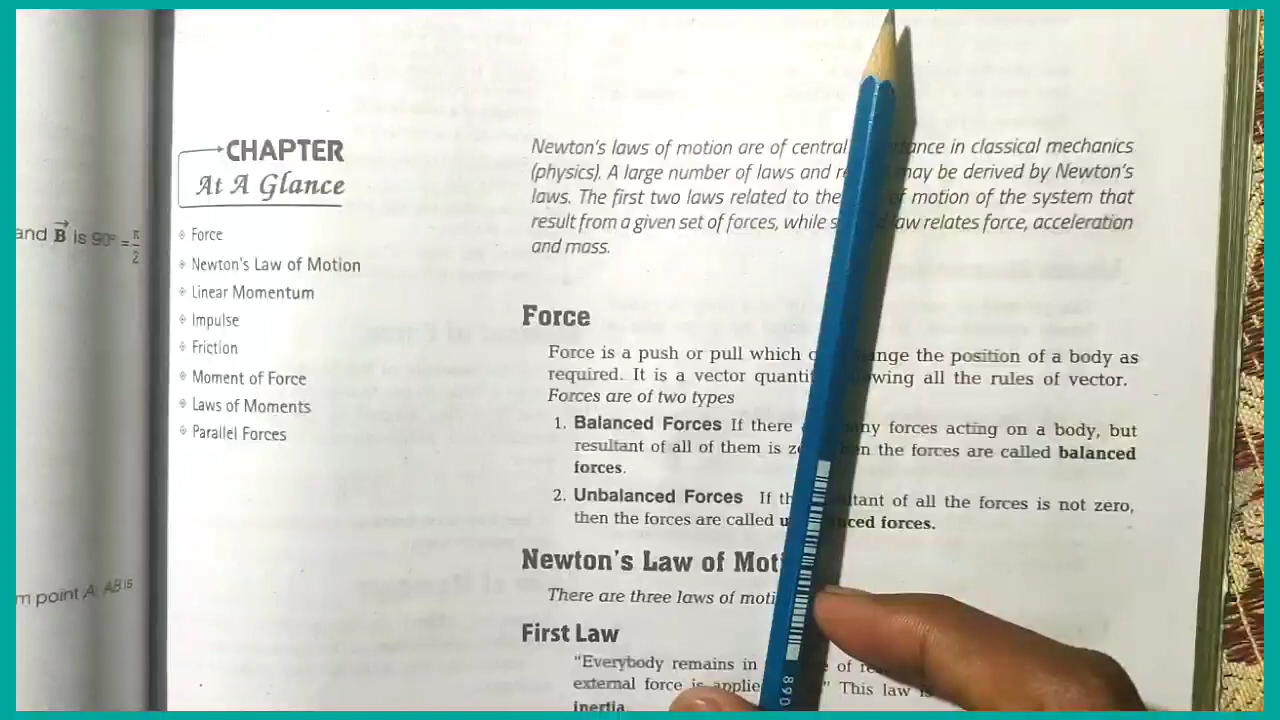 and B⃗ is 90° = π/2
m point A. AB is
CHAPTER
At A Glance
Force
Newton's Law of Motion
Linear Momentum
Impulse
Friction
Moment of Force
Laws of Moments
Parallel Forces
Newton's laws of motion are of central in classical mechanics
(physics). A large number of laws and may be derived by Newton's
laws. The first two laws related to the of motion of the system that
result from a given set of forces, while law relates force, acceleration
and mass.
Force
Force is a push or pull which the position of a body as
required. It is a vector all the rules of vector.
Forces are of two types
1. Balanced Forces If there forces acting on a body, but
resultant of all of them is the forces are called balanced
forces.
2. Unbalanced Forces If of all the forces is not zero,
then the forces are called forces.
Newton's Law of
There are three laws of
First Law
"Everybody remains in of
external force is This law
inertia.
890